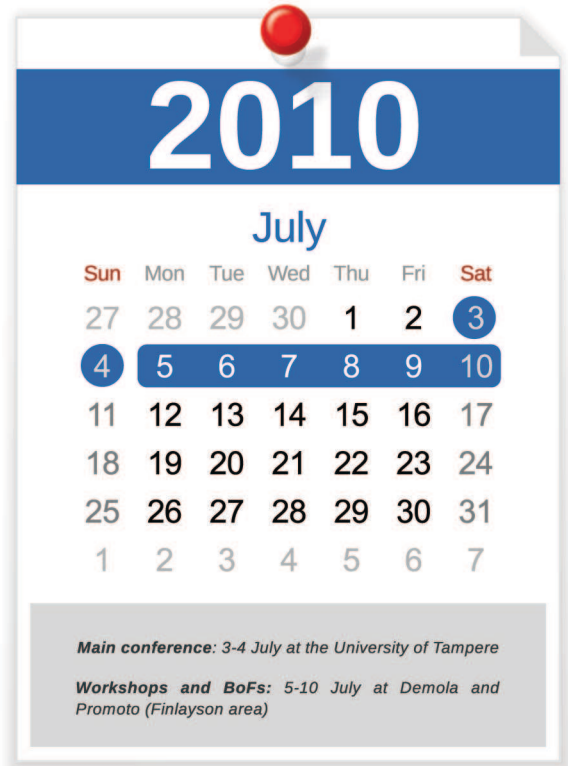 2010
July
Sun Mon Tue Wed Thu Fri Sat
27 28 29 30 1 2 3
4 5 6 7 8 9 10
11 12 13 14 15 16 17
18 19 20 21 22 23 24
25 26 27 28 29 30 31
1 2 3 4 5 6 7
Main conference: 3-4 July at the University of Tampere
Workshops and BoFs: 5-10 July at Demola and
Promoto (Finlayson area)